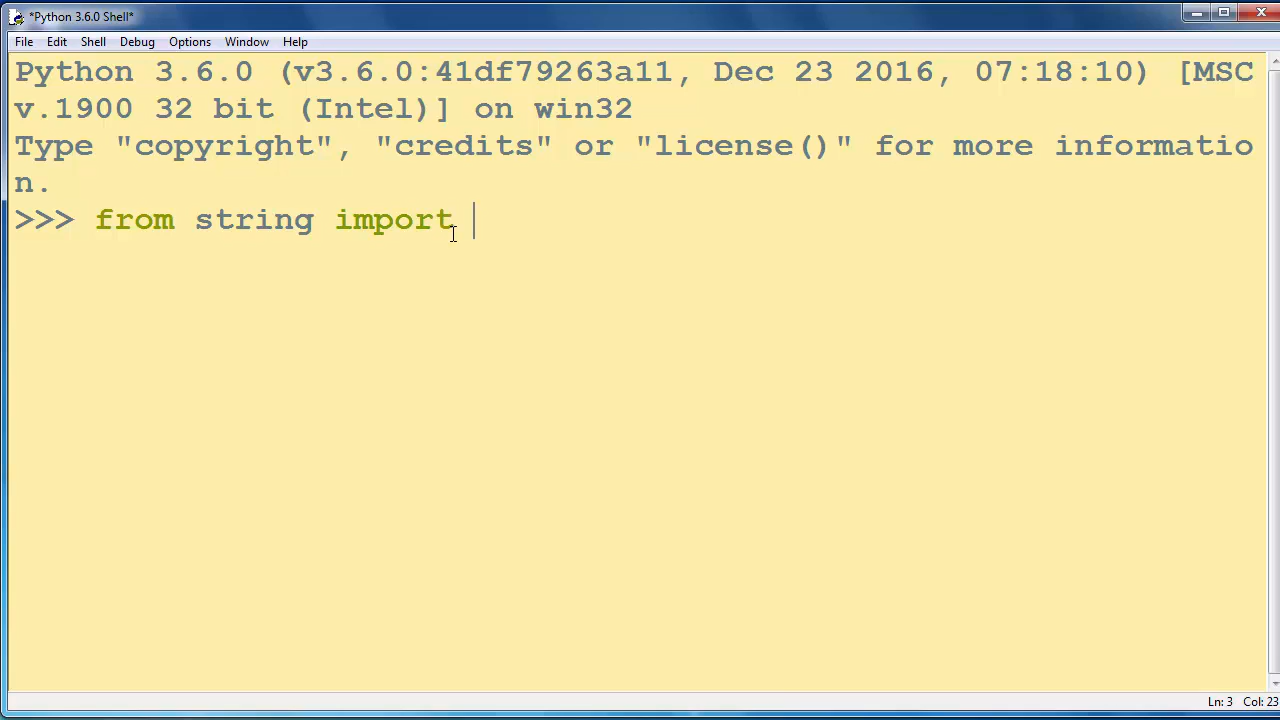 *Python 3.6.0 Shell*
File Edit Shell Debug Options Window Help
Python 3.6.0 (v3.6.0:41df79263a11, Dec 23 2016, 07:18:10) [MSC
v.1900 32 bit (Intel)] on win32
Type "copyright", "credits" or "license()" for more informatio
n.
>>> from string import
Ln: 3 Col: 23